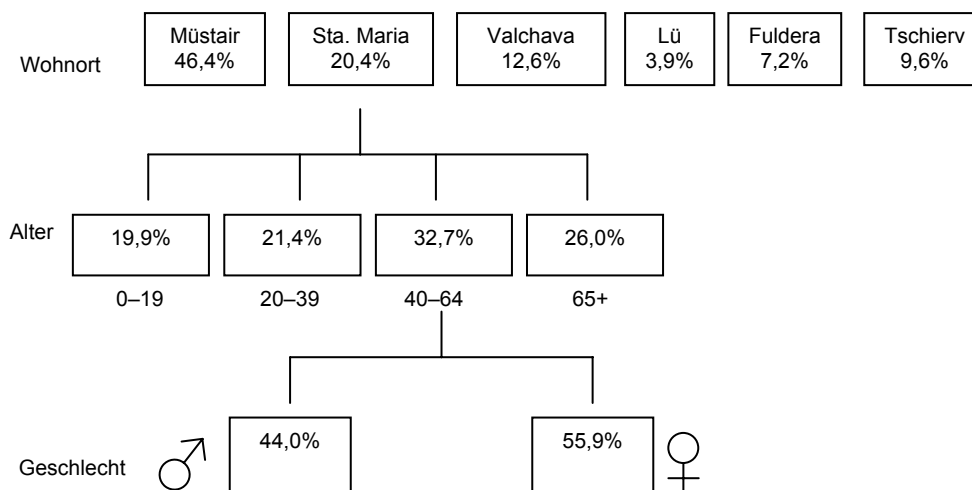 Wohnort
Müstair
46,4%
Sta. Maria
20,4%
Valchava
12,6%
Lü
3,9%
Fuldera
7,2%
Tschierv
9,6%
Alter
19,9%
21,4%
32,7%
26,0%
0–19
20–39
40–64
65+
Geschlecht
44,0%
55,9%